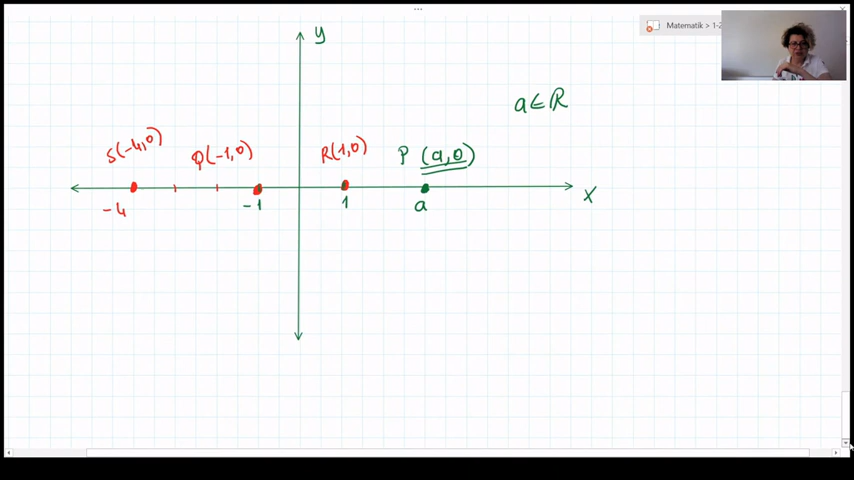 Matematik > 1-2
y
a ∈ R
S(-4,0) Q(-1,0) R(1,0) P (a,0)
-4 -1 1 a x